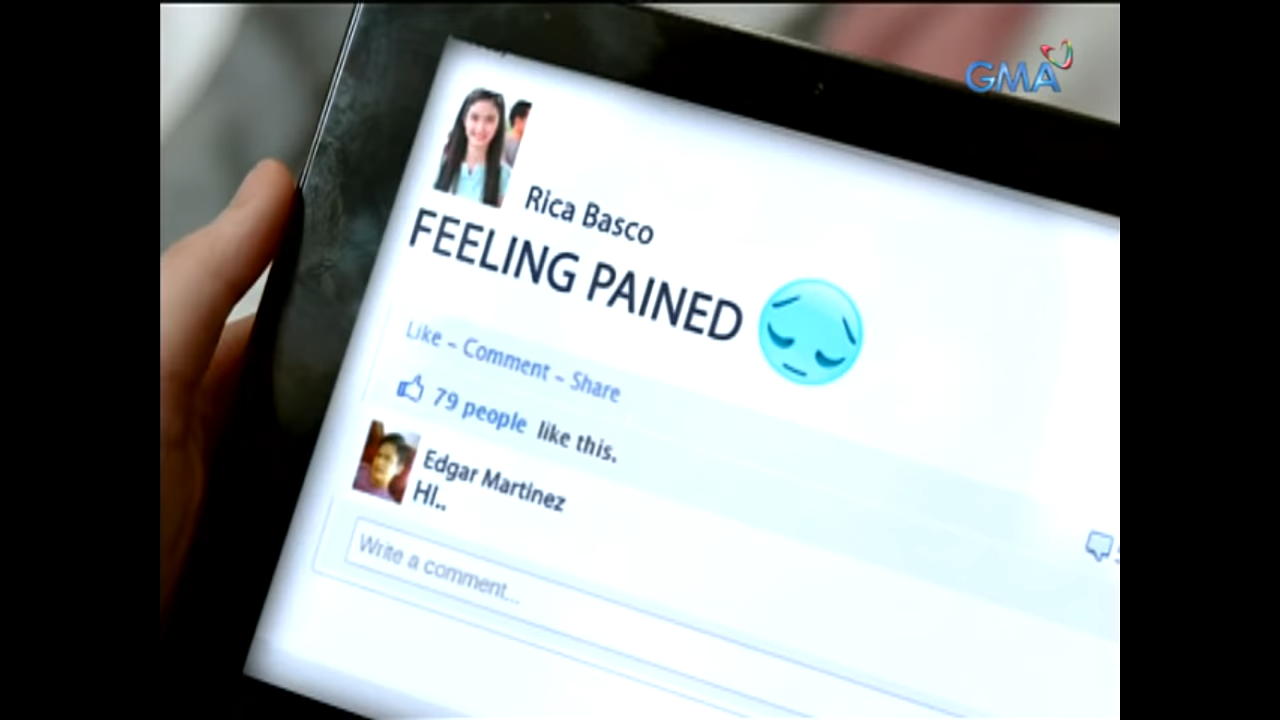 GMA
Rica Basco
FEELING PAINED
Like - Comment - Share
79 people like this.
Edgar Martinez
HI..
Write a comment...